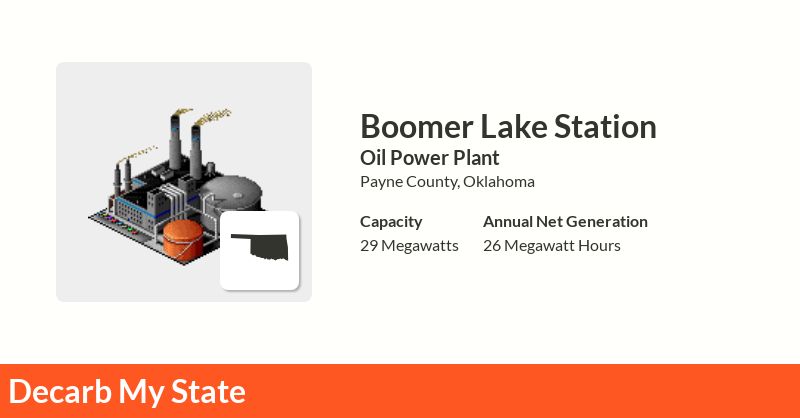 Boomer Lake Station
Oil Power Plant
Payne County, Oklahoma
Capacity Annual Net Generation
29 Megawatts 26 Megawatt Hours
Decarb My State